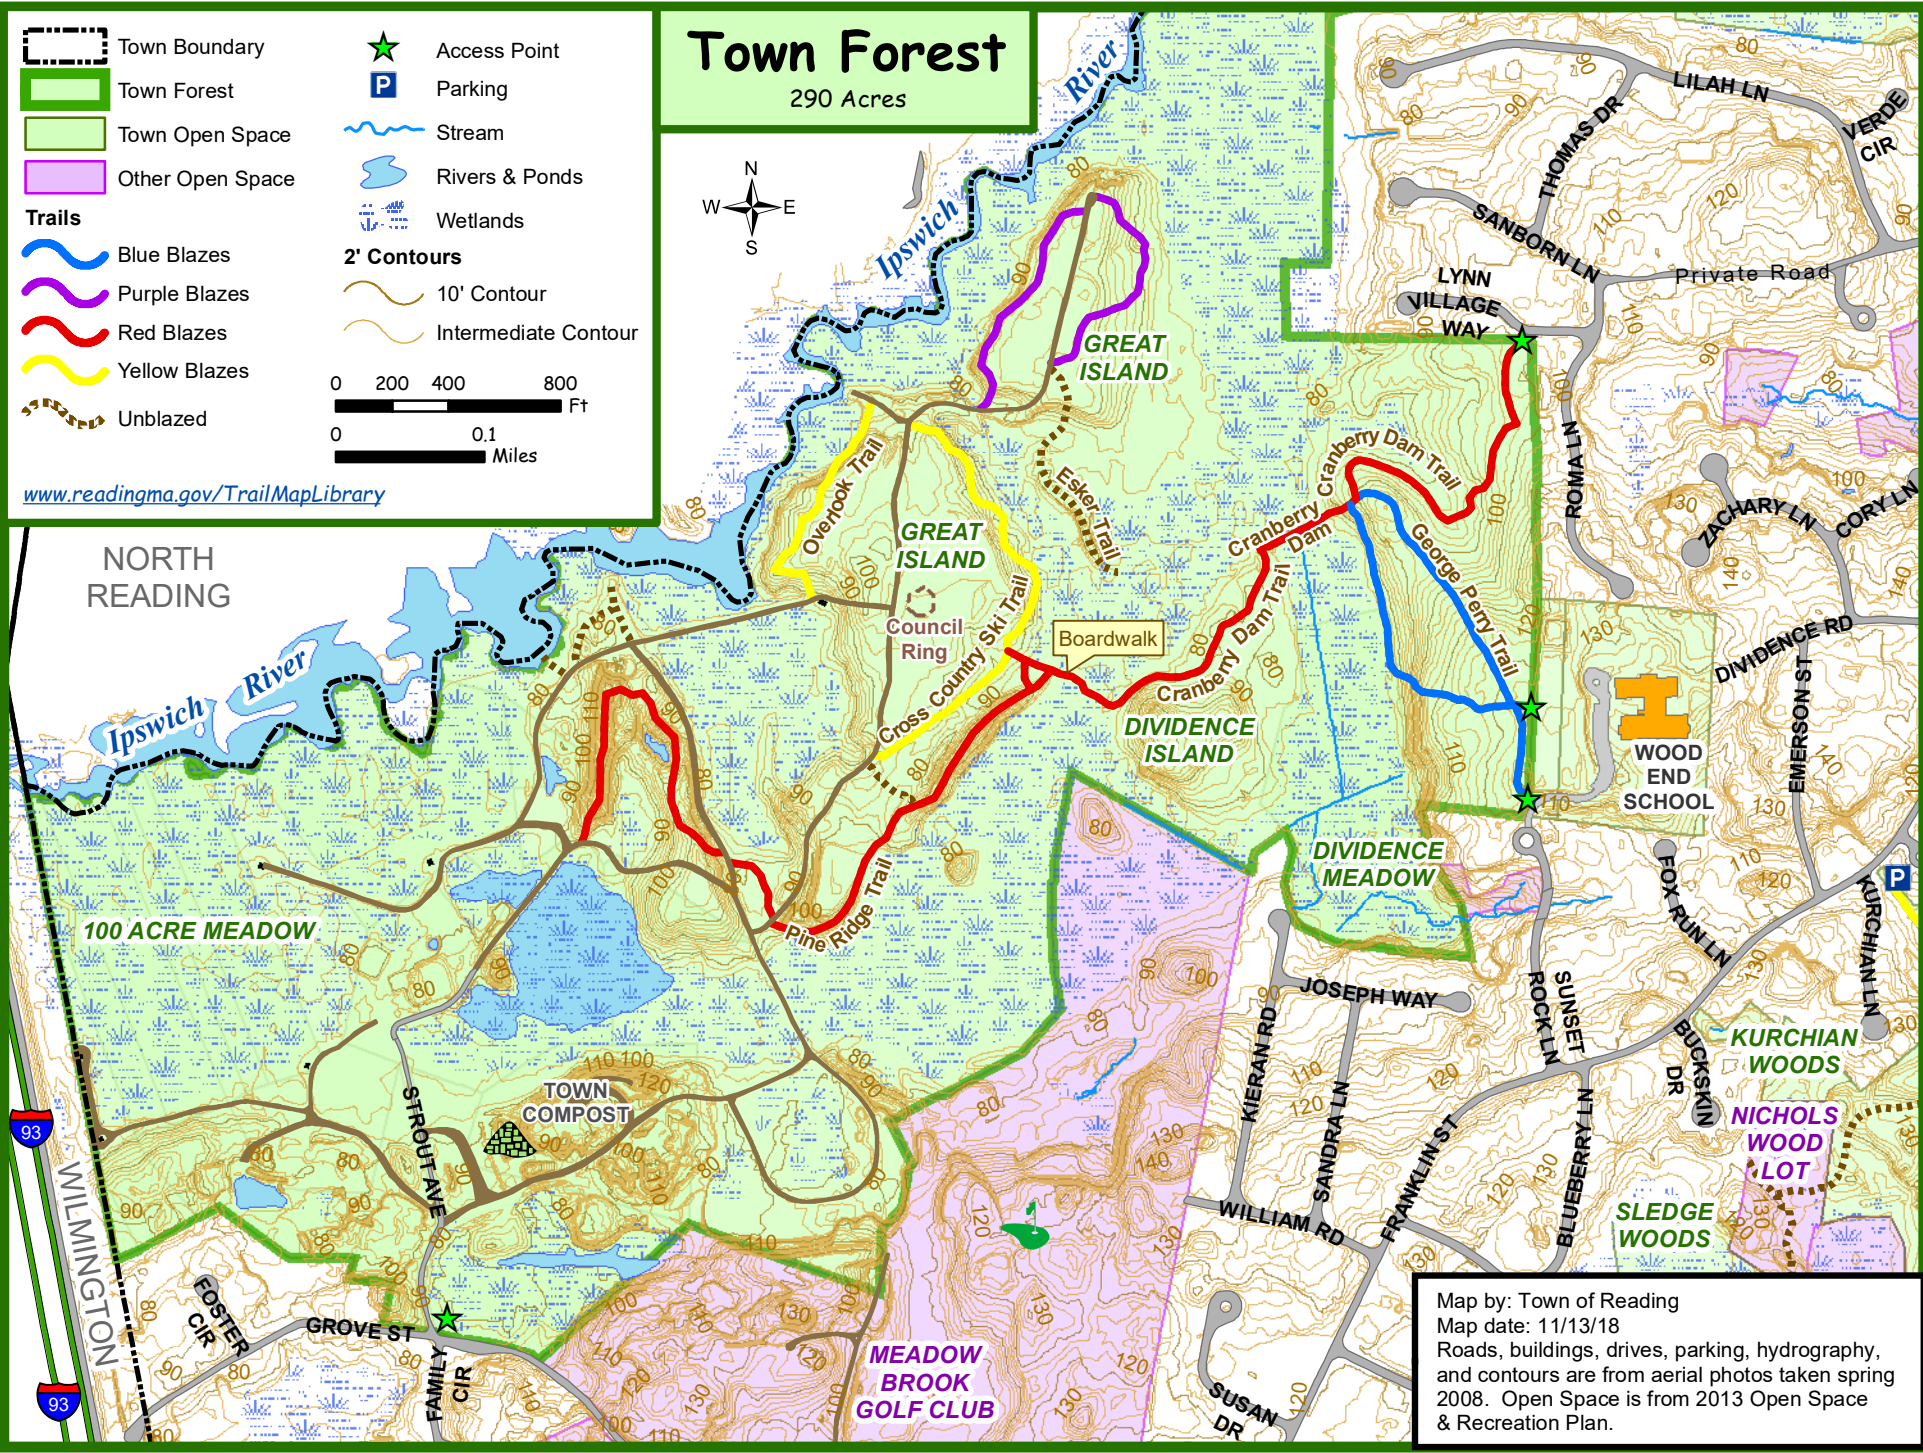 Town Boundary
Town Forest
Town Open Space
Other Open Space
Trails
Blue Blazes
Purple Blazes
Red Blazes
Yellow Blazes
Unblazed
Access Point
P
Parking
Stream
Rivers & Ponds
Wetlands
2' Contours
10' Contour
Intermediate Contour
0 200 400 800
Ft
0 0.1
Miles
www.readingma.gov/TrailMapLibrary
Town Forest
290 Acres
N
W E
S
River
Ipswich
LILAH LN
THOMAS DR
VERDE
CIR
SANBORN LN
Private Road
LYNN
VILLAGE
WAY
GREAT
ISLAND
Overlook Trail
Esker Trail
GREAT
ISLAND
Cranberry Dam Trail
Cranberry
Dam
ROMA LN
ZACHARY LN
CORY LN
NORTH
READING
Council
Ring
Cross Country Ski Trail
Boardwalk
Cranberry Dam Trail
George Perry Trail
DIVIDENCE RD
EMERSON ST
Ipswich River
DIVIDENCE
ISLAND
WOOD
END
SCHOOL
DIVIDENCE
MEADOW
FOX RUN LN
P
KURCHIAN LN
100 ACRE MEADOW
Pine Ridge Trail
JOSEPH WAY
KIERAN RD
SANDRA LN
SUNSET
ROCK LN
BUCKSKIN
DR
KURCHIAN
WOODS
TOWN
COMPOST
STROUT AVE
93
WILMINGTON
NICHOLS
WOOD
LOT
FRANKLIN ST
BLUEBERRY LN
WILLIAM RD
SLEDGE
WOODS
FOSTER
CIR
GROVE ST
FAMILY
CIR
93
MEADOW
BROOK
GOLF CLUB
SUSAN
DR
Map by: Town of Reading
Map date: 11/13/18
Roads, buildings, drives, parking, hydrography,
and contours are from aerial photos taken spring
2008. Open Space is from 2013 Open Space
& Recreation Plan.